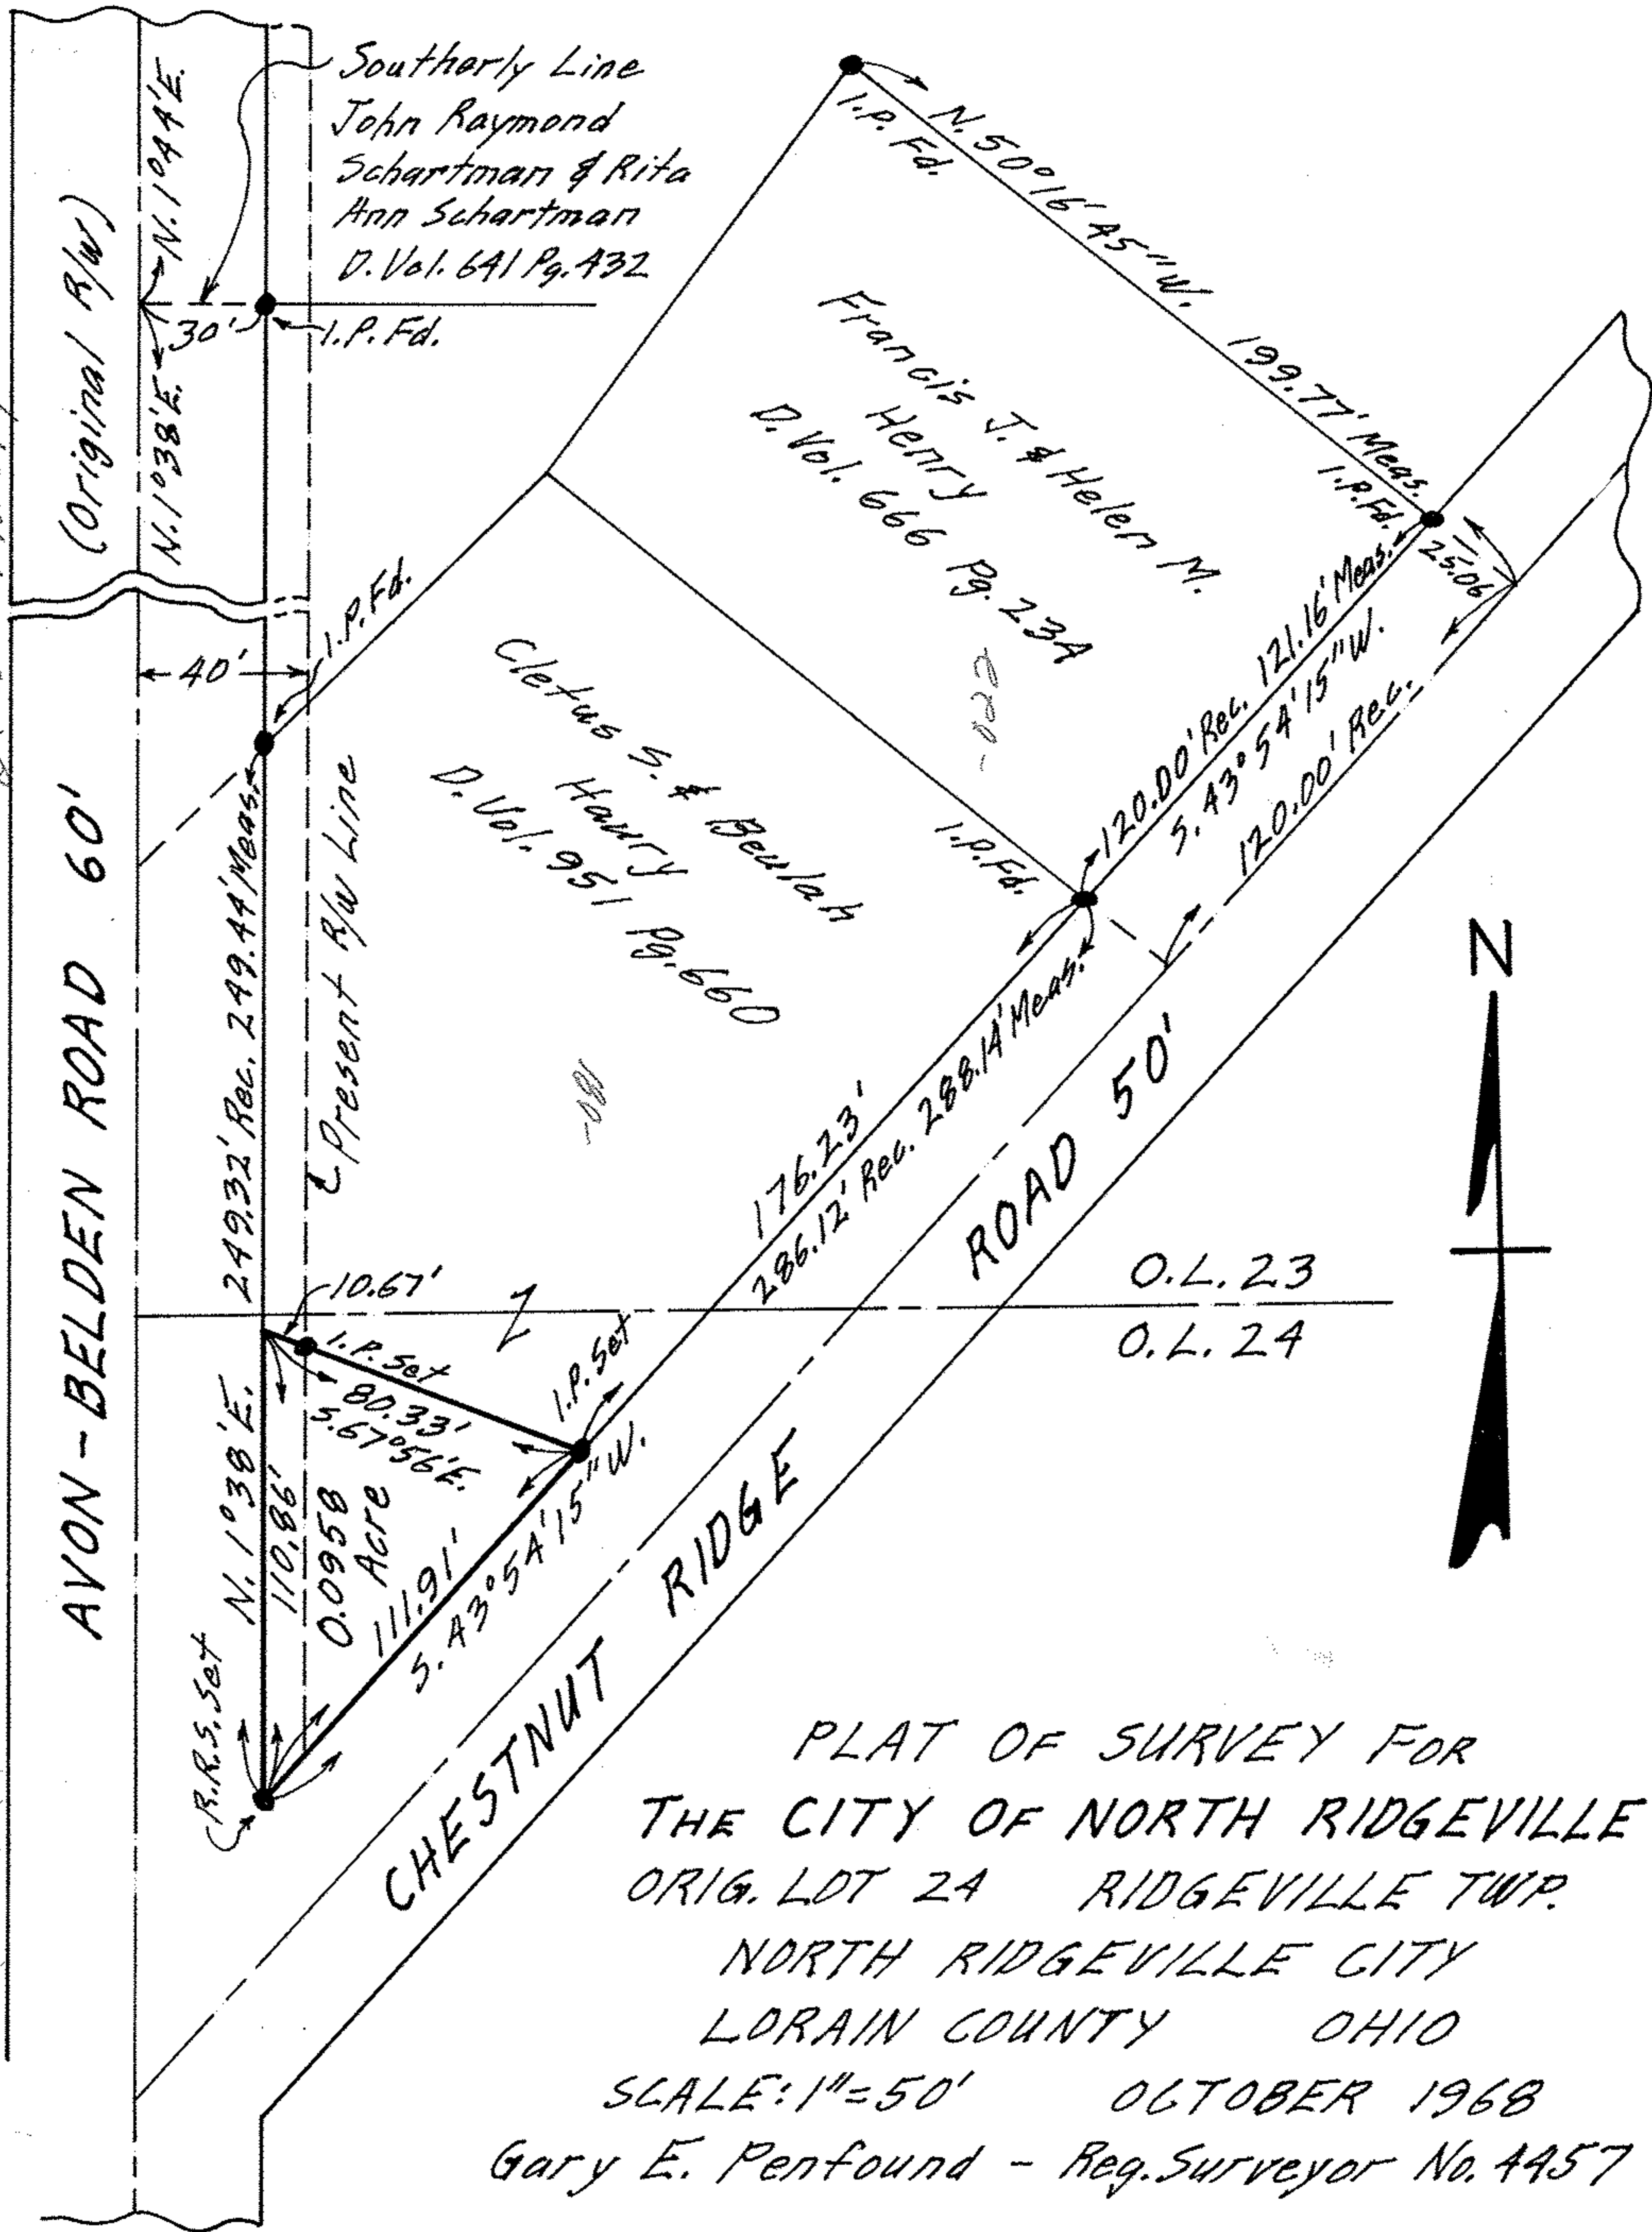 Southerly Line
John Raymond
Schartman & Rita
Ann Schartman
D. Vol. 641 Pg. 432
(Original R/W)
N. 1°44'E.
N. 1°38'E.
30'
I.P. Fd.
I.P. Fd.
N. 50°16'45"W. 199.77' Meas.
I.P. Fd.
25.06
Francis J. & Helen M.
Henry
D. Vol. 666 Pg. 234
-022
120.00' Rec. 121.16' Meas.
S. 43°54'15"W.
120.00' Rec.
I.P. Fd.
40'
I.P. Fd.
Cletus S. & Beulah
Haury
D. Vol. 951 Pg. 660
-081
AVON-BELDEN ROAD 60'
249.32' Rec. 249.44' Meas.
Present R/W Line
176.23'
286.12' Rec. 288.14' Meas.
N
O.L. 23
O.L. 24
10.67'
I.P. Set
80.33'
S. 67°56'E.
I.P. Set
N. 1°38'E.
110.86'
0.0958
Acre
111.91'
S. 43°54'15"W.
R.R.S. Set
CHESTNUT RIDGE ROAD 50'
PLAT OF SURVEY FOR
THE CITY OF NORTH RIDGEVILLE
ORIG. LOT 24 RIDGEVILLE TWP.
NORTH RIDGEVILLE CITY
LORAIN COUNTY OHIO
SCALE: 1"=50' OCTOBER 1968
Gary E. Penfound - Reg. Surveyor No. 4457